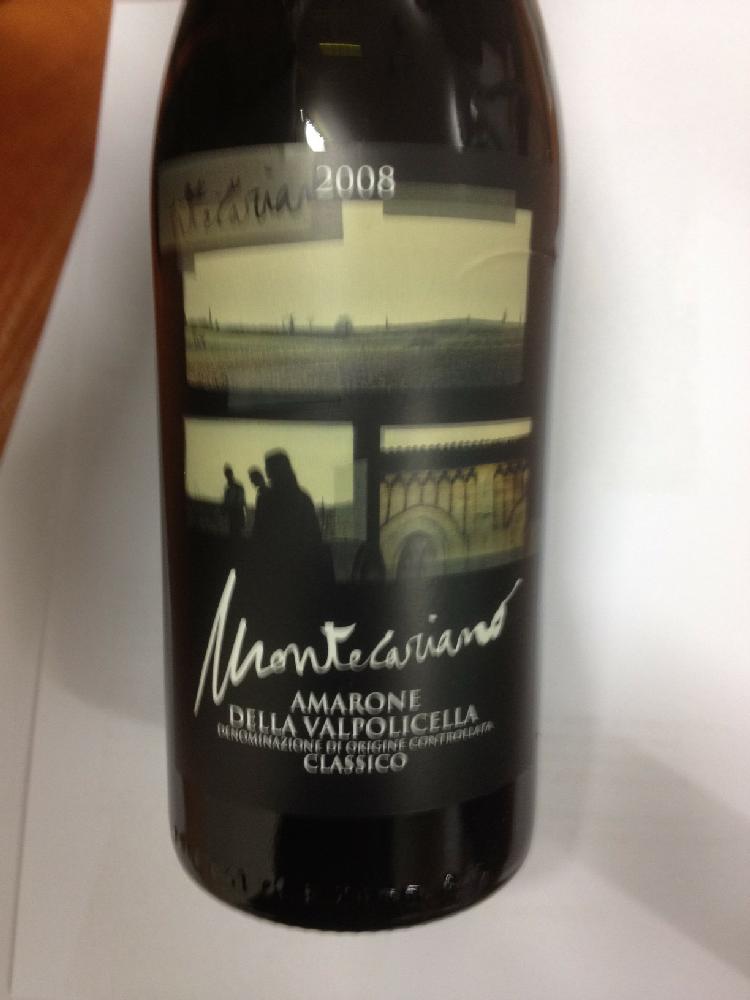 2008
Montecariano
AMARONE
DELLA VALPOLICELLA
DENOMINAZIONE DI ORIGINE CONTROLLATA
CLASSICO